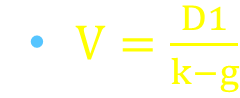 • V = D1/(k−g)